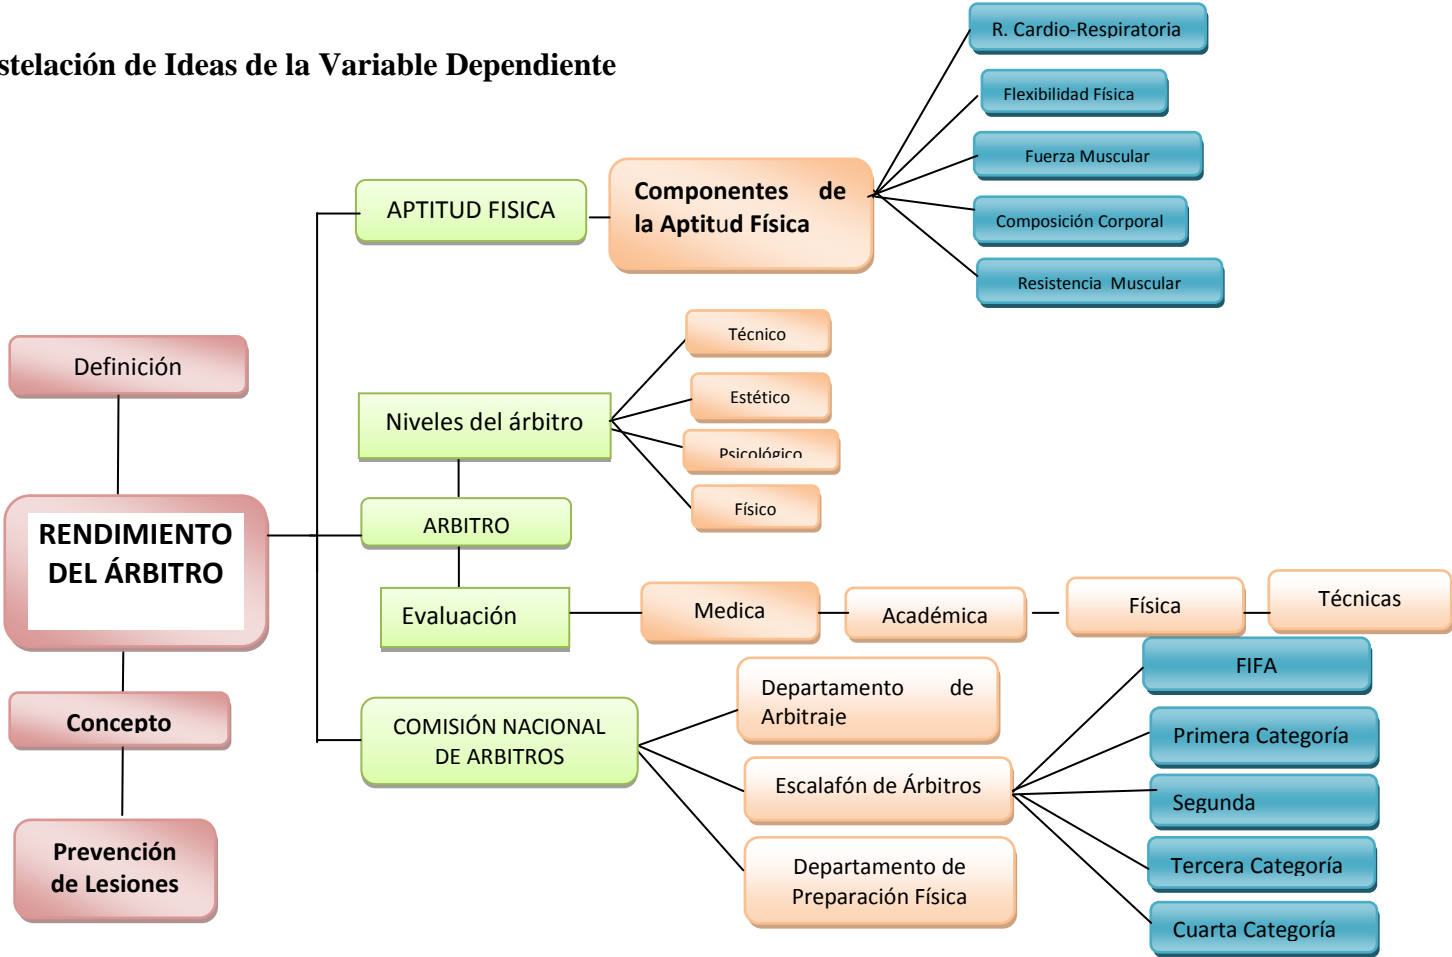 stelación de Ideas de la Variable Dependiente
R. Cardio-Respiratoria
Flexibilidad Física
Fuerza Muscular
Composición Corporal
Resistencia Muscular
APTITUD FISICA
Componentes de
la Aptitud Física
Técnico
Estético
Psicológico
Físico
Definición
Niveles del árbitro
RENDIMIENTO
DEL ÁRBITRO
ARBITRO
Evaluación
Medica
Académica
Física
Técnicas
Concepto
COMISIÓN NACIONAL
DE ARBITROS
Departamento de
Arbitraje
Escalafón de Árbitros
Departamento de
Preparación Física
FIFA
Primera Categoría
Segunda
Tercera Categoría
Cuarta Categoría
Prevención
de Lesiones